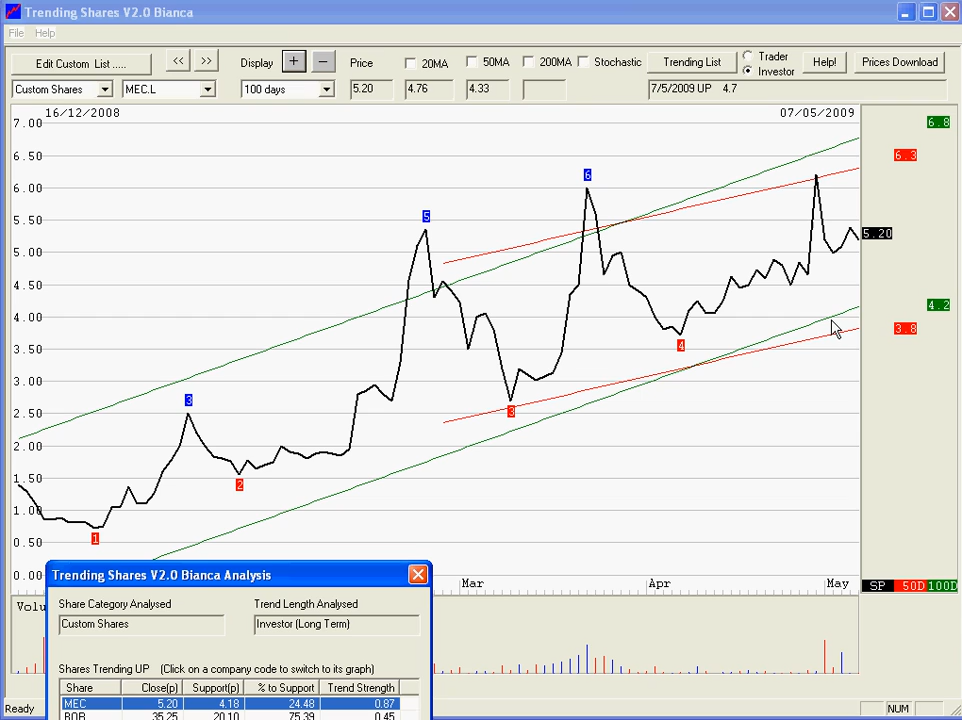 Trending Shares V2.0 Bianca
File Help
Edit Custom List ..... << >> Display + − Price 20MA 50MA 200MA Stochastic Trending List Trader Investor Help! Prices Download
Custom Shares MEC.L 100 days 5.20 4.76 4.33 7/5/2009 UP 4.7
16/12/2008 07/05/2009
7.00 6.8
6.50 6.3
6.00 6
5.50 5
5.00 5.20
4.50
4.00 4.2
3.50 4 3.8
3.00
2.50 3 3
2.00
1.50 2
1.00
0.50 1
0.00 Mar Apr May SP 50D 100D
Trending Shares V2.0 Bianca Analysis
Volu
Share Category Analysed Trend Length Analysed
Custom Shares Investor (Long Term)
Shares Trending UP (Click on a company code to switch to its graph)
Share Close(p) Support(p) % to Support Trend Strength
MEC 5.20 4.18 24.48 0.87
BOB 35.25 20.10 75.39 0.45
Ready NUM